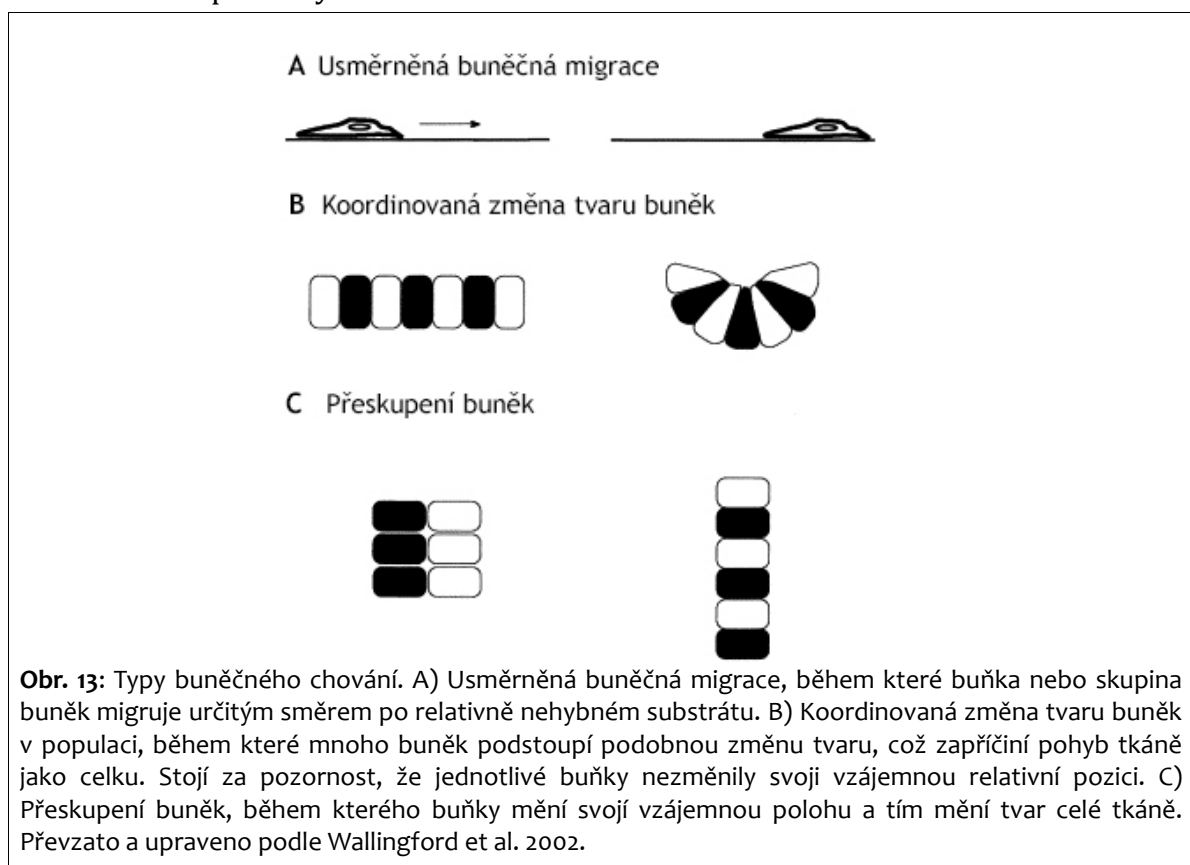 A Usměrněná buněčná migrace
B Koordinovaná změna tvaru buněk
C Přeskupení buněk
Obr. 13: Typy buněčného chování. A) Usměrněná buněčná migrace, během které buňka nebo skupina
buněk migruje určitým směrem po relativně nehybném substrátu. B) Koordinovaná změna tvaru buněk
v populaci, během které mnoho buněk podstoupí podobnou změnu tvaru, což zapříčiní pohyb tkáně
jako celku. Stojí za pozornost, že jednotlivé buňky nezměnily svoji vzájemnou relativní pozici. C)
Přeskupení buněk, během kterého buňky mění svojí vzájemnou polohu a tím mění tvar celé tkáně.
Převzato a upraveno podle Wallingford et al. 2002.